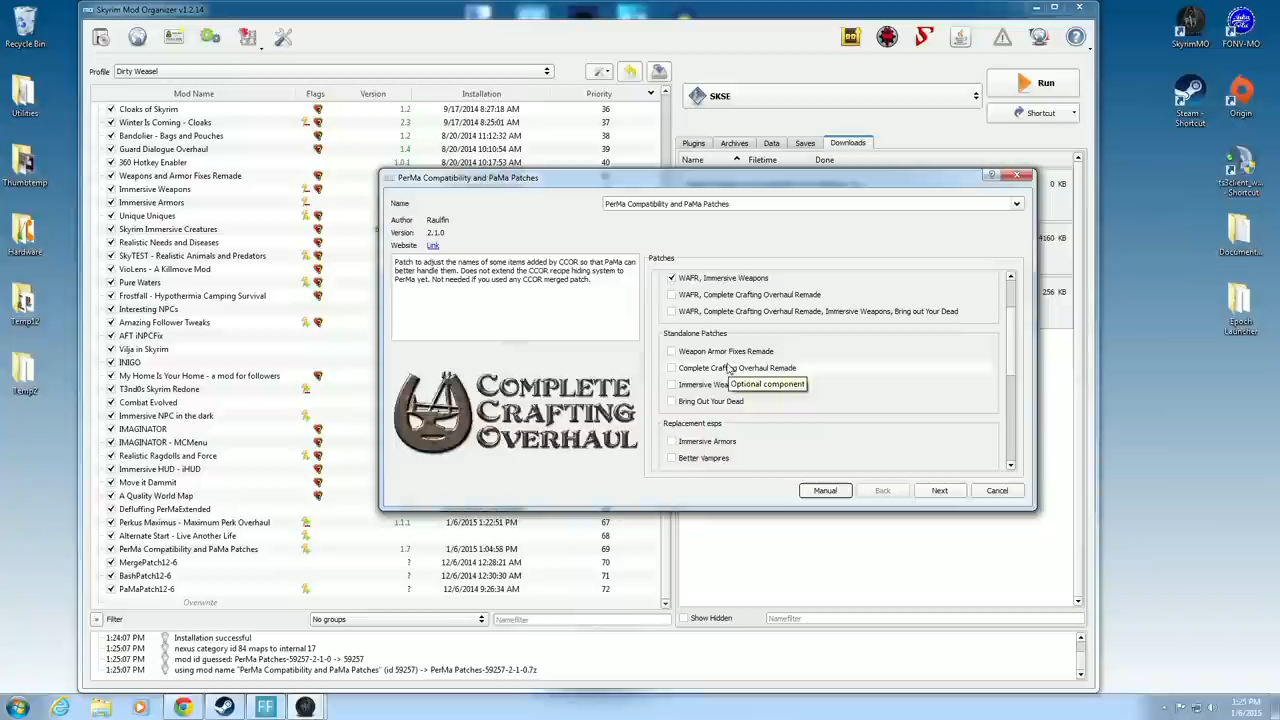 Skyrim Mod Organizer v1.2.14
Recycle Bin
Utilities
Thumbtemp
Hardware
Temp12
Temp2
SkyrimMO
FONV-MO
Steam - Shortcut
Origin
ts3client_w... - Shortcut
Document...
Epoch Launcher
Profile Dirty Weasel
SKSE
Run
Shortcut
Mod Name Flags Version Installation Priority
Cloaks of Skyrim 1.2 9/17/2014 8:27:18 AM 36
Winter Is Coming - Cloaks 2.3 9/17/2014 8:25:01 AM 37
Bandolier - Bags and Pouches 1.2 8/20/2014 11:12:32 AM 38
Guard Dialogue Overhaul 1.4 8/20/2014 10:10:54 AM 39
360 Hotkey Enabler 1.0.1 8/20/2014 10:17:53 AM 40
Weapons and Armor Fixes Remade
Immersive Weapons
Immersive Armors
Unique Uniques
Skyrim Immersive Creatures
Realistic Needs and Diseases
SkyTEST - Realistic Animals and Predators
VioLens - A Killmove Mod
Pure Waters
Frostfall - Hypothermia Camping Survival
Interesting NPCs
Amazing Follower Tweaks
AFT iNPCFix
Vilja in Skyrim
INIGO
My Home Is Your Home - a mod for followers
T3nd0s Skyrim Redone
Combat Evolved
Immersive NPC in the dark
IMAGINATOR
IMAGINATOR - MCMenu
Realistic Ragdolls and Force
Immersive HUD - iHUD
Move it Dammit
A Quality World Map
Defluffing PerMaExtended
Perkus Maximus - Maximum Perk Overhaul 1.1.1 1/6/2015 1:22:51 PM 67
Alternate Start - Live Another Life 68
PerMa Compatibility and PaMa Patches 1.7 1/6/2015 1:04:58 PM 69
MergePatch12-6 ? 12/6/2014 12:28:21 AM 70
BashPatch12-6 ? 12/6/2014 12:30:30 AM 71
PaMaPatch12-6 ? 12/6/2014 9:26:34 AM 72
Overwrite
» Filter No groups Namefilter
Plugins Archives Data Saves Downloads
Name Filetime Done
0 KB
4160 KB
256 KB
Show Hidden Namefilter
PerMa Compatibility and PaMa Patches
Name PerMa Compatibility and PaMa Patches
Author Raulfin
Version 2.1.0
Website Link
Patch to adjust the names of some items added by CCOR so that PaMa can
better handle them. Does not extend the CCOR recipe hiding system to
PerMa yet. Not needed if you used any CCOR merged patch.
COMPLETE
CRAFTING
OVERHAUL
Patches
WAFR, Immersive Weapons
WAFR, Complete Crafting Overhaul Remade
WAFR, Complete Crafting Overhaul Remade, Immersive Weapons, Bring out Your Dead
Standalone Patches
Weapon Armor Fixes Remade
Complete Crafting Overhaul Remade
Immersive Wea
Optional component
Bring Out Your Dead
Replacement esps
Immersive Armors
Better Vampires
Manual Back Next Cancel
1:24:07 PM Installation successful
1:25:07 PM nexus category id 84 maps to internal 17
1:25:07 PM mod id guessed: PerMa Patches-59257-2-1-0 -> 59257
1:25:07 PM using mod name "PerMa Compatibility and PaMa Patches" (id 59257) -> PerMa Patches-59257-2-1-0.7z
FF
1:25 PM
1/6/2015